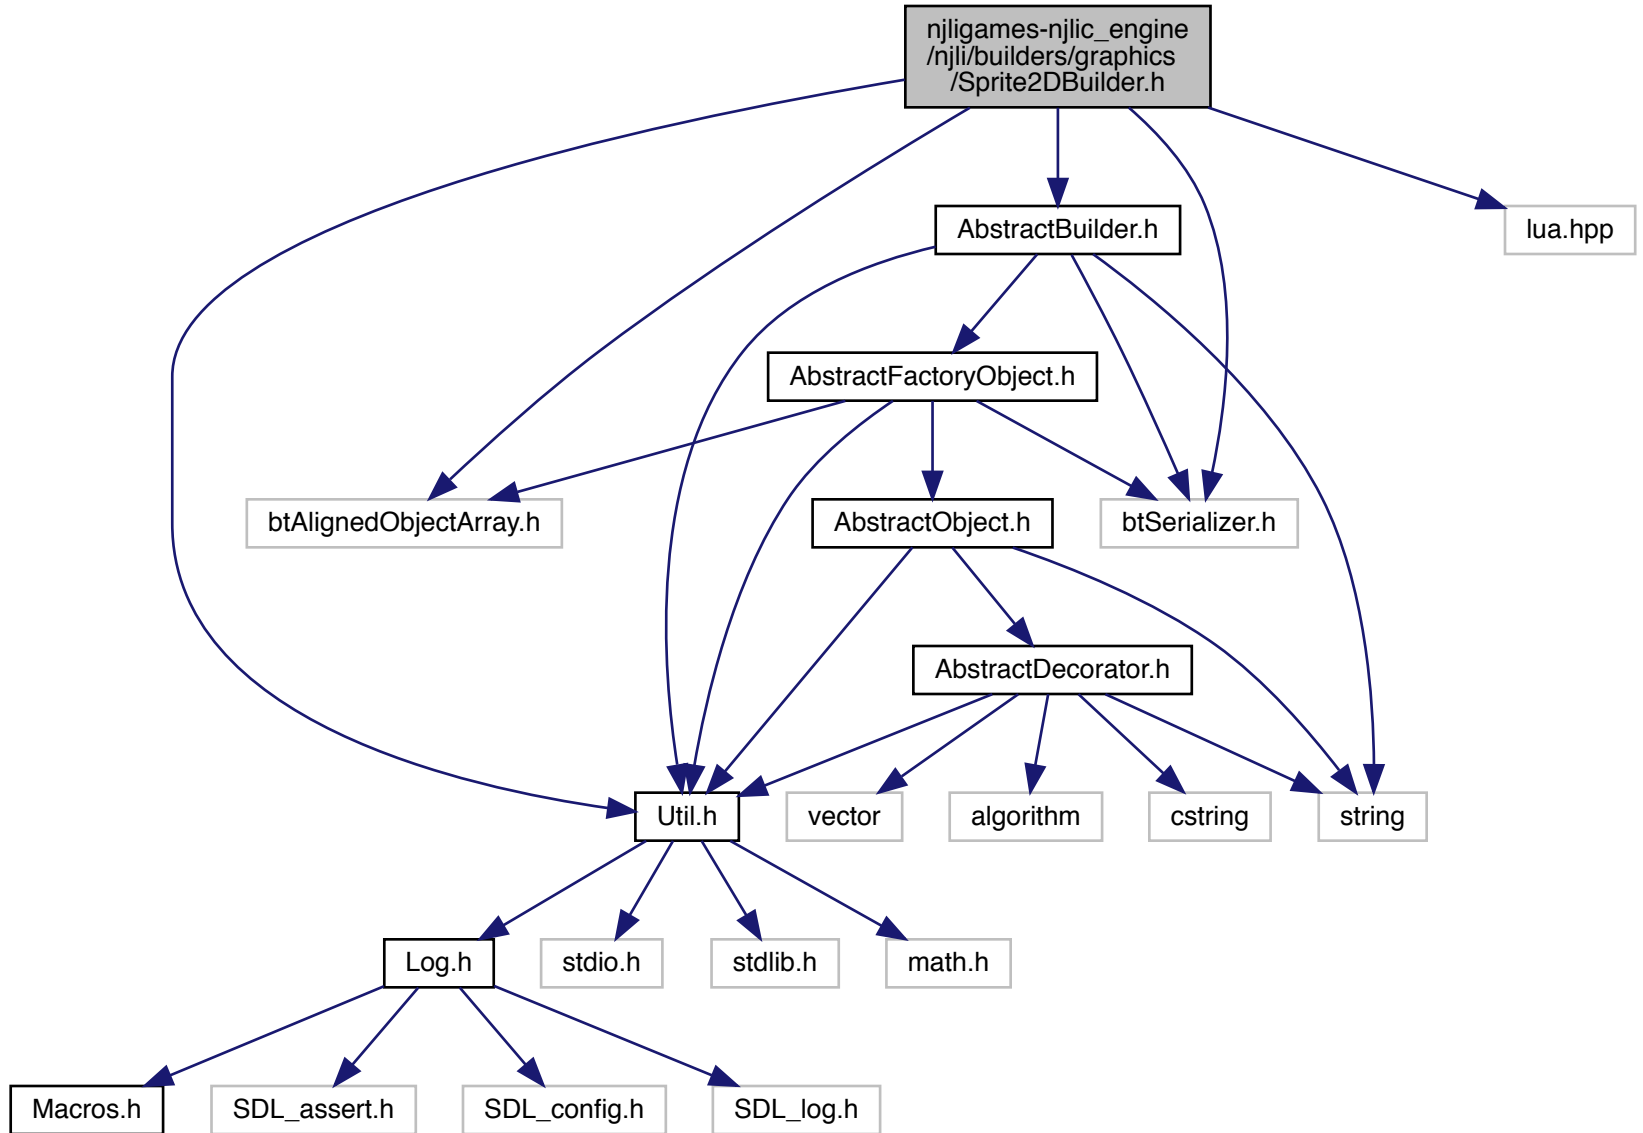 njligames-njlic_engine
/njli/builders/graphics
/Sprite2DBuilder.h
AbstractBuilder.h
lua.hpp
AbstractFactoryObject.h
btAlignedObjectArray.h
AbstractObject.h
btSerializer.h
AbstractDecorator.h
Util.h
vector
algorithm
cstring
string
Log.h
stdio.h
stdlib.h
math.h
Macros.h
SDL_assert.h
SDL_config.h
SDL_log.h